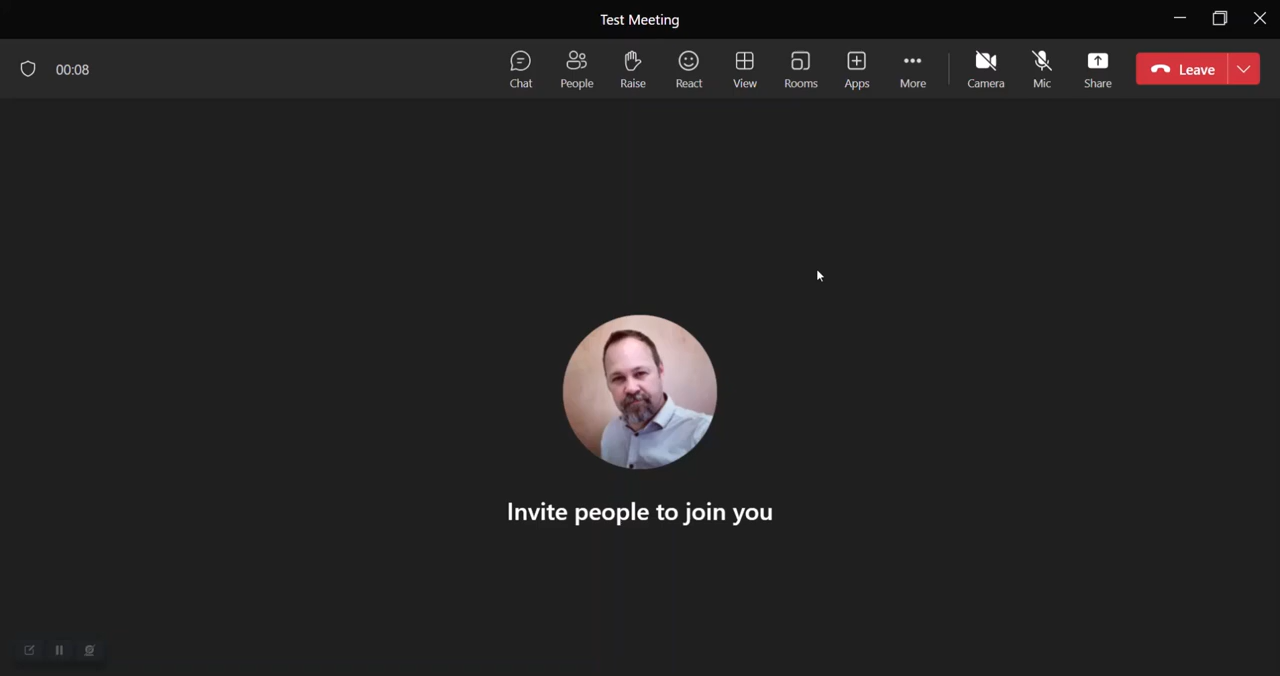 Test Meeting
00:08
Chat
People
Raise
React
View
Rooms
Apps
More
Camera
Mic
Share
Leave
Invite people to join you